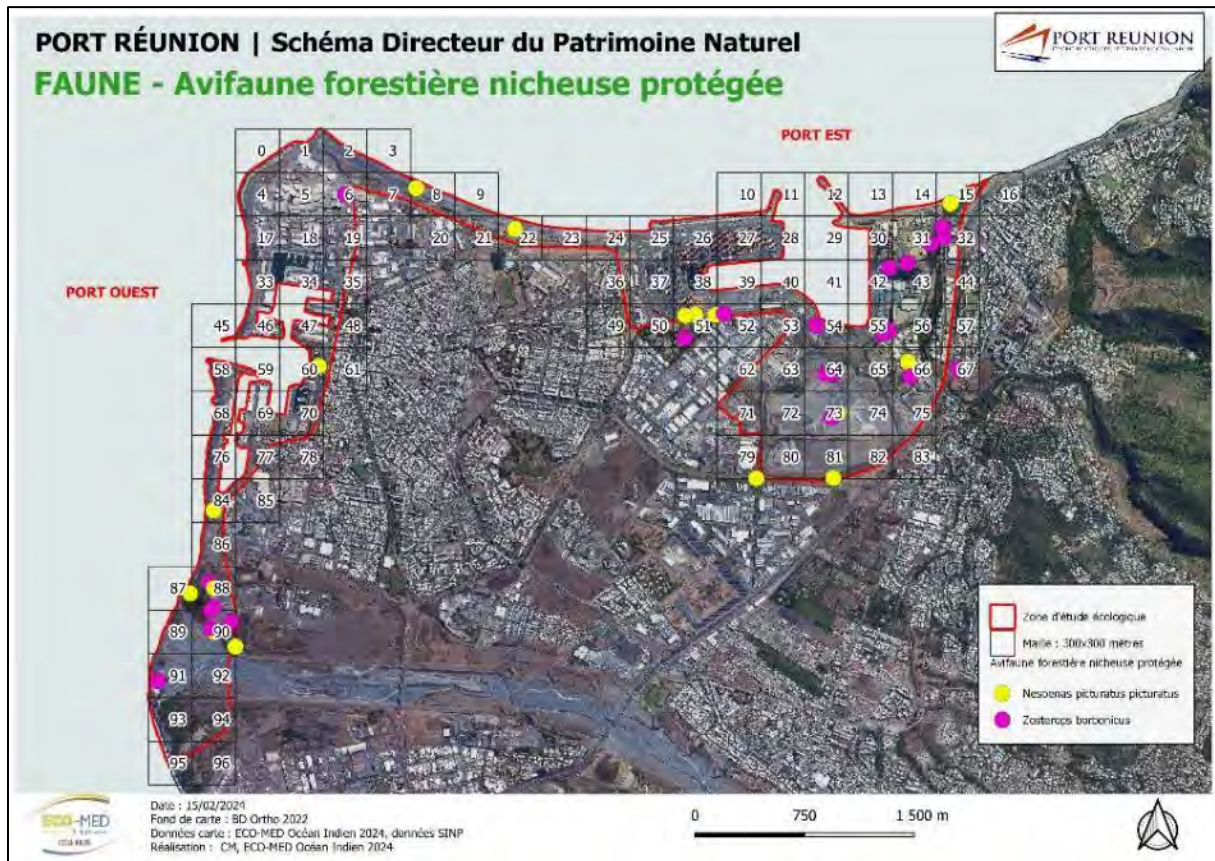 PORT RÉUNION | Schéma Directeur du Patrimoine Naturel
PORT REUNION
FAUNE - Avifaune forestière nicheuse protégée
PORT EST
0 1 2 3
4 5 6 7 8 9 10 11 12 13 14 15 16
17 18 19 20 21 22 23 24 25 26 27 28 29 30 31 32
PORT OUEST
33 34 35 36 37 38 39 40 41 42 43 44
45 46 47 48 49 50 51 52 53 54 55 56 57
58 59 60 61 62 63 64 65 66 67
68 69 70 71 72 73 74 75
76 77 78 79 80 81 82 83
84 85
86
87 88
89 90
91 92
93 94
95 96
Zone d'étude écologique
Maille : 300x300 mètres
Avifaune forestière nicheuse protégée
Nesoenas picturatus picturatus
Zosterops borbonicus
ECO-MED
Date : 15/02/2024
Fond de carte : BD Ortho 2022
Données carte : ECO-MED Océan Indien 2024, données SINP
Réalisation : CM, ECO-MED Océan Indien 2024
0 750 1 500 m